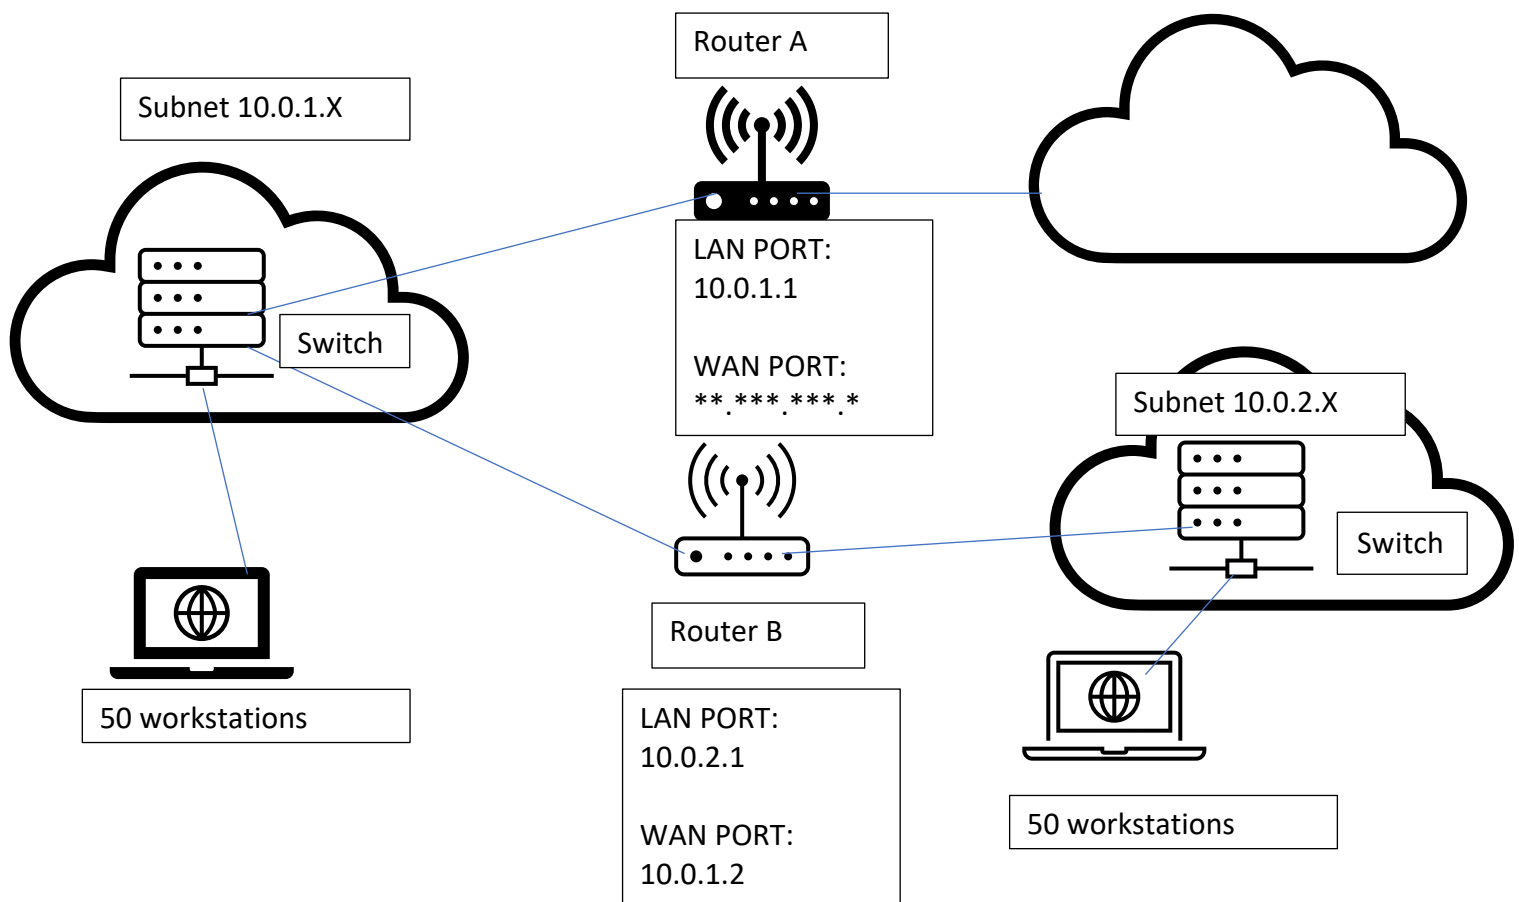 Router A
Subnet 10.0.1.X
LAN PORT:
10.0.1.1
WAN PORT:
**.***.***.*
Switch
Subnet 10.0.2.X
Switch
Router B
50 workstations
LAN PORT:
10.0.2.1
WAN PORT:
10.0.1.2
50 workstations